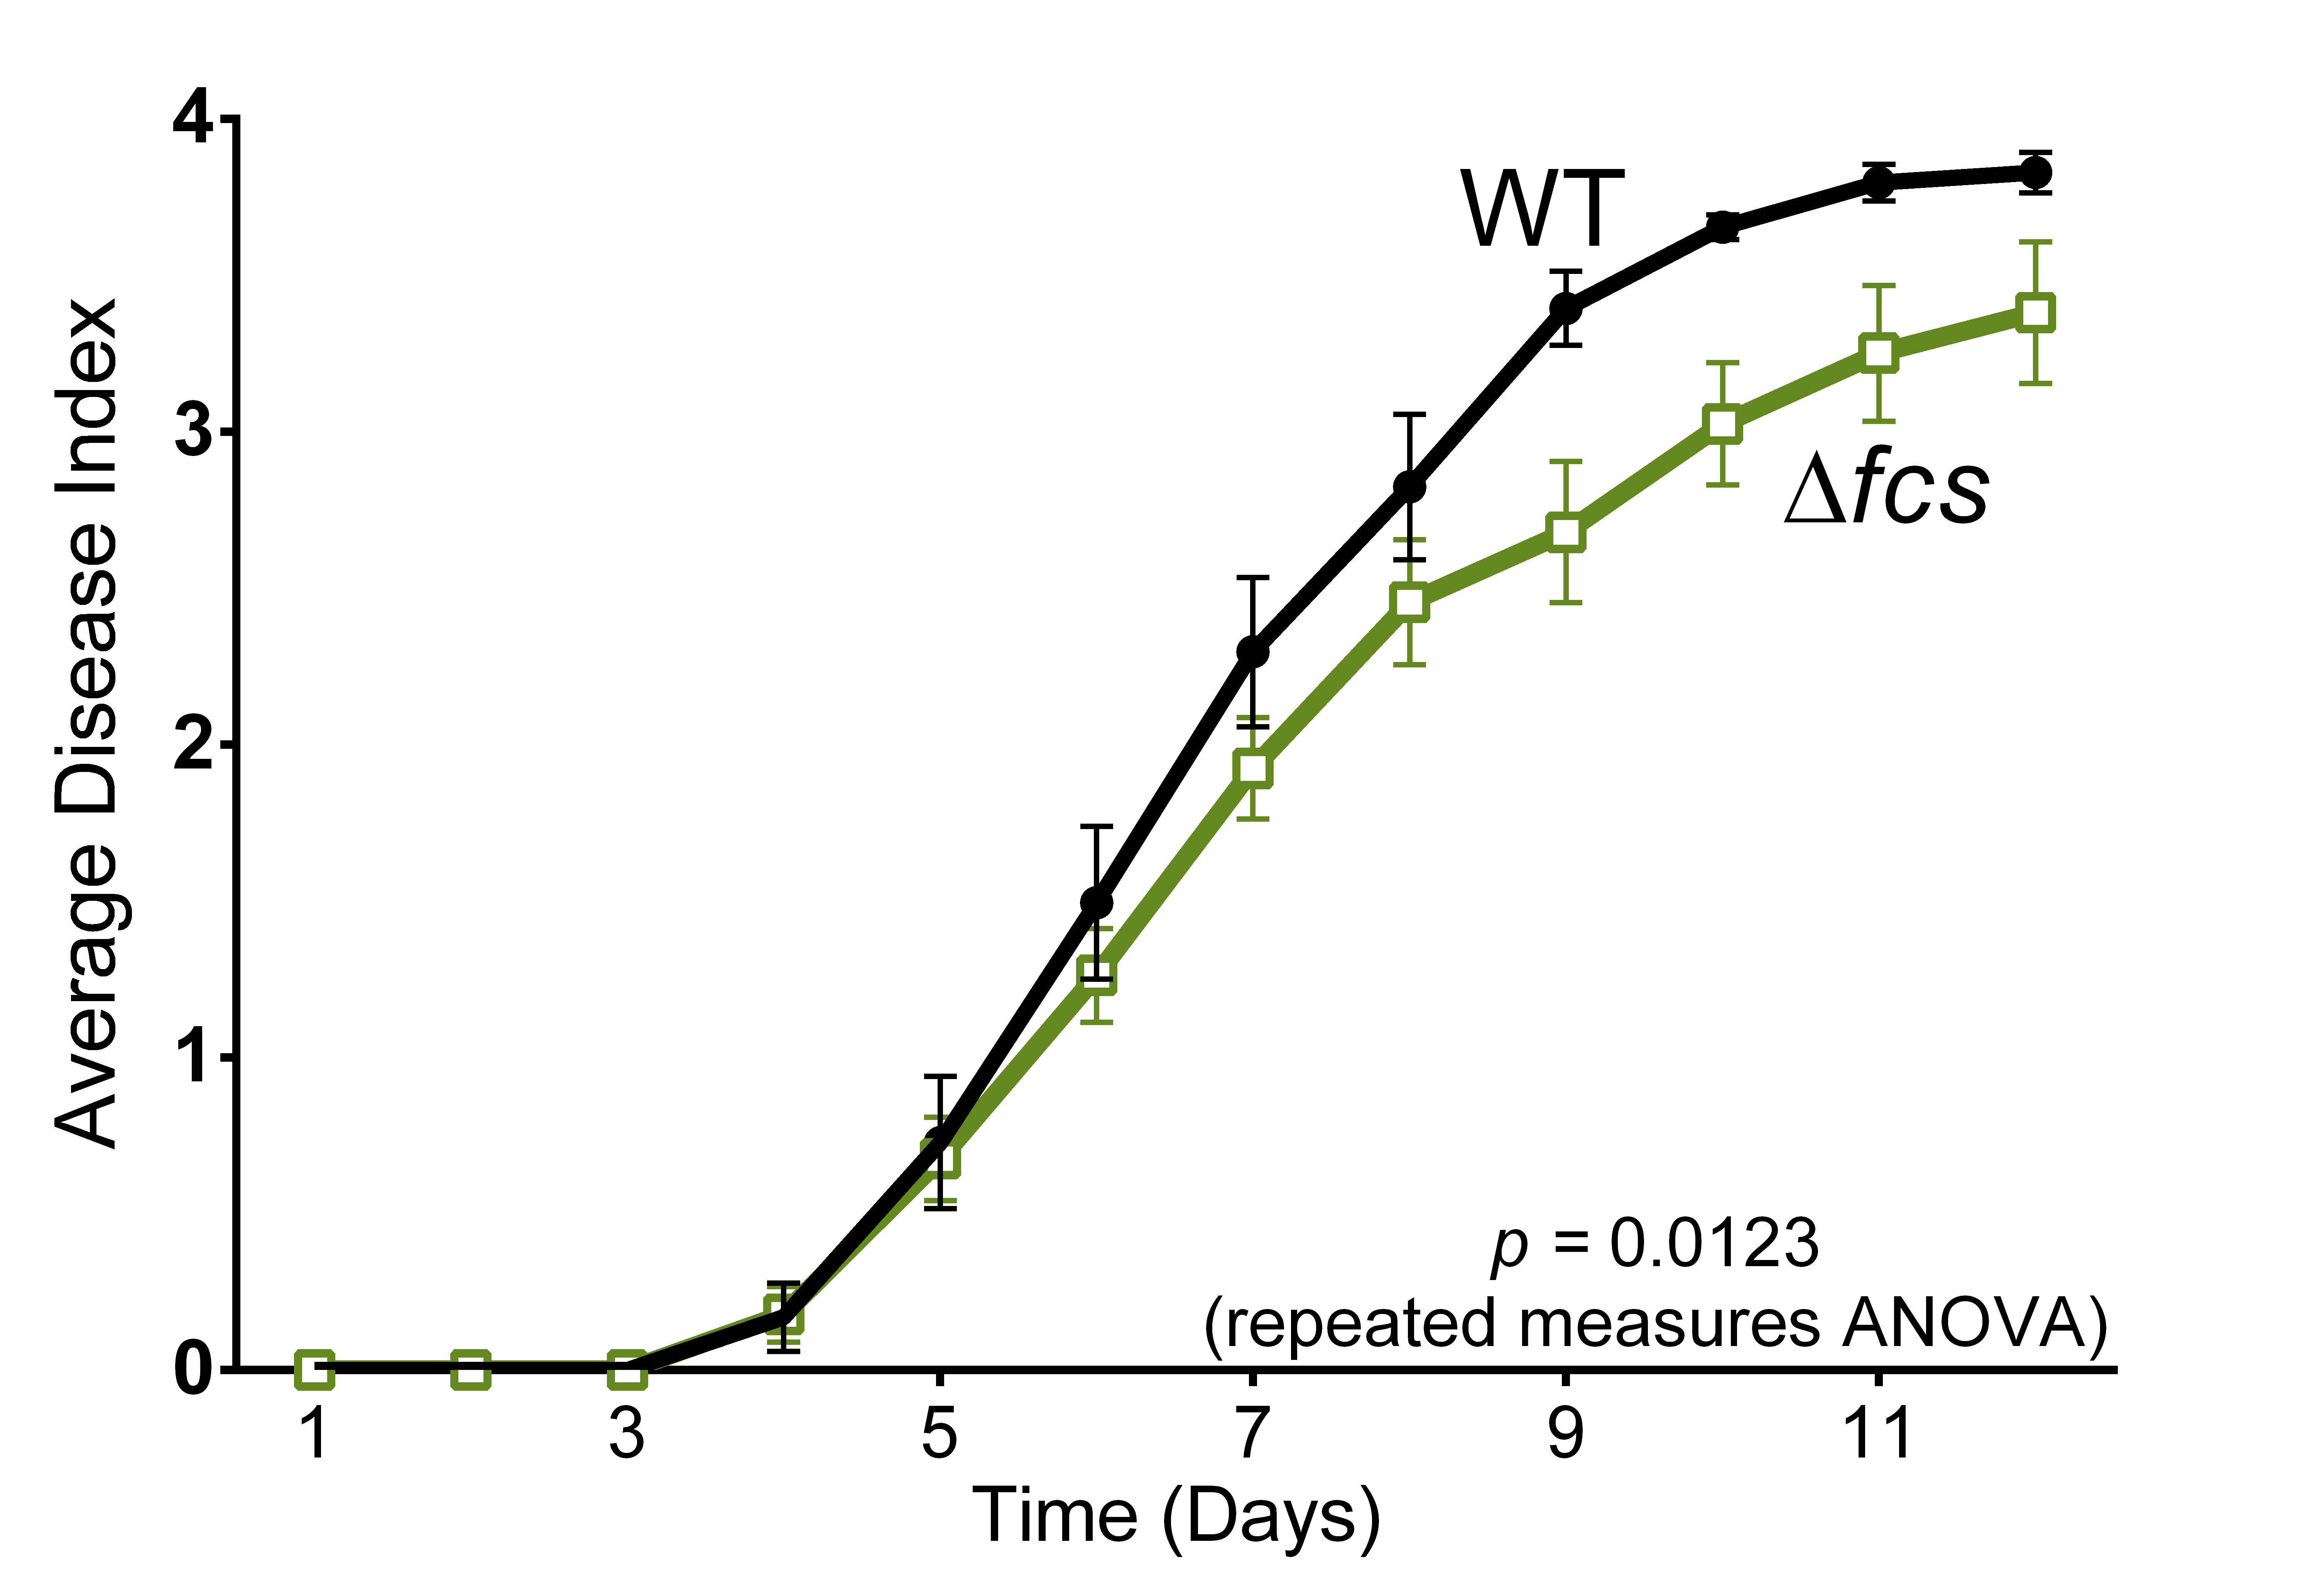 4
3
2
1
0
Average Disease Index
WT
Δfcs
p = 0.0123
(repeated measures ANOVA)
1 3 5 7 9 11
Time (Days)